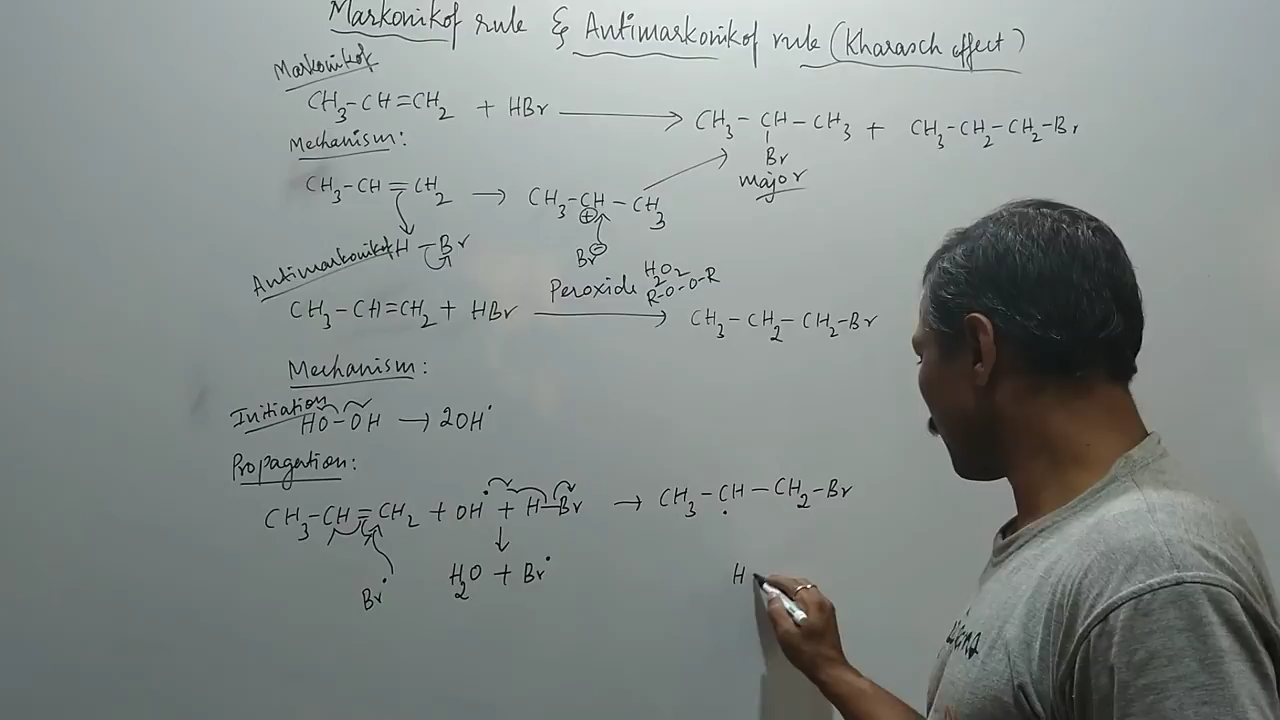 Markonikof rule & Antimarkonikof rule (Kharasch effect)
Markonikof
CH₃-CH=CH₂ + HBr ⟶ CH₃-CH-CH₃ + CH₃-CH₂-CH₂-Br
Br
major
Mechanism:
CH₃-CH=CH₂ → CH₃-CH-CH₃
⊕
H-Br
Br⊖
Antimarkonikof
Peroxide H₂O₂
R-O-O-R
CH₃-CH=CH₂ + HBr ⟶ CH₃-CH₂-CH₂-Br
Mechanism:
Initiation
HO-OH → 2OH•
Propagation:
CH₃-CH=CH₂ + OH• + H-Br → CH₃-CH-CH₂-Br
•
↓
Br• H₂O + Br• H